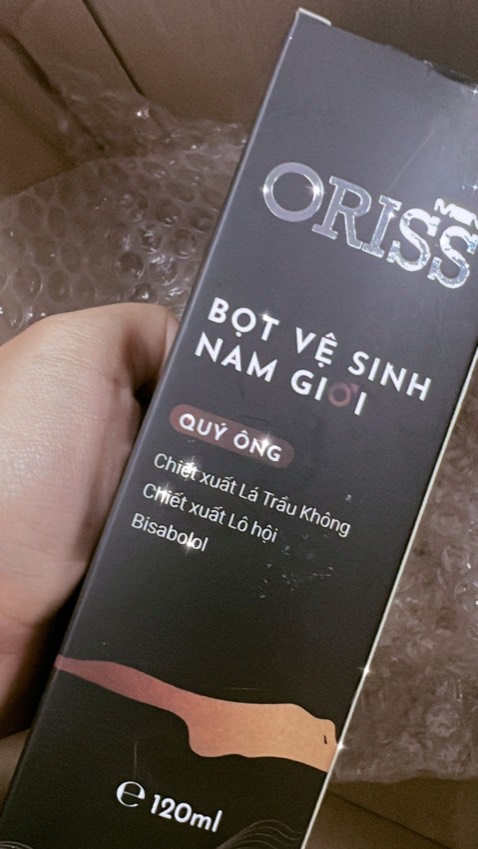 MEN
ORISS
BỌT VỆ SINH
NAM GIỚI
QUÝ ÔNG
Chiết xuất Lá Trầu Không
Chiết xuất Lô hội
Bisabolol
℮ 120ml